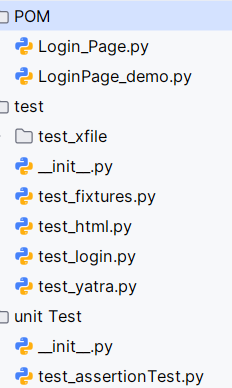 POM
Login_Page.py
LoginPage_demo.py
test
test_xfile
__init__.py
test_fixtures.py
test_html.py
test_login.py
test_yatra.py
unit Test
__init__.py
test_assertionTest.py